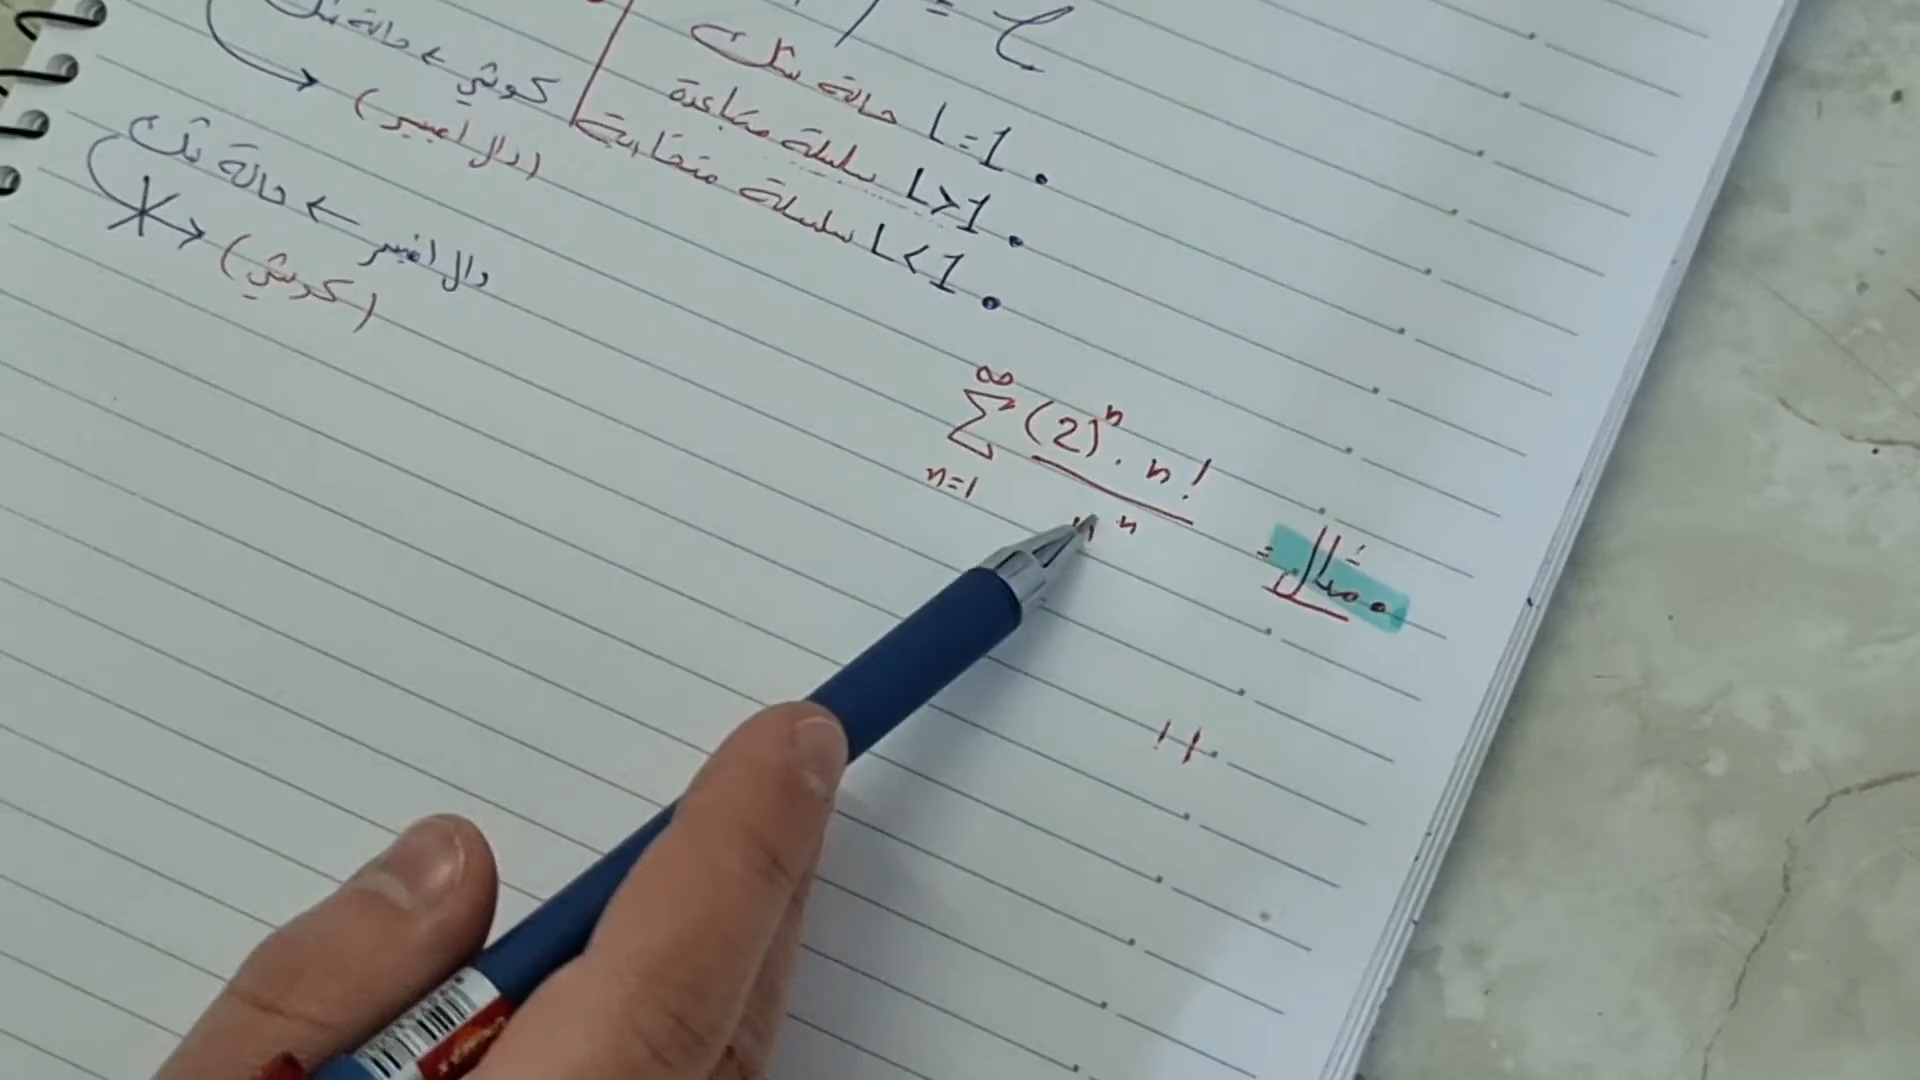 = l
L=1 حالة شك
L>1 سلسلة متباعدة
L<1 سلسلة متقاربة
كوشي → حالة شك
(دالامبير)
دالامبير → حالة شك
(كوشي)
∞
∑ (2)ⁿ . n!
n=1
nⁿ
مثال: